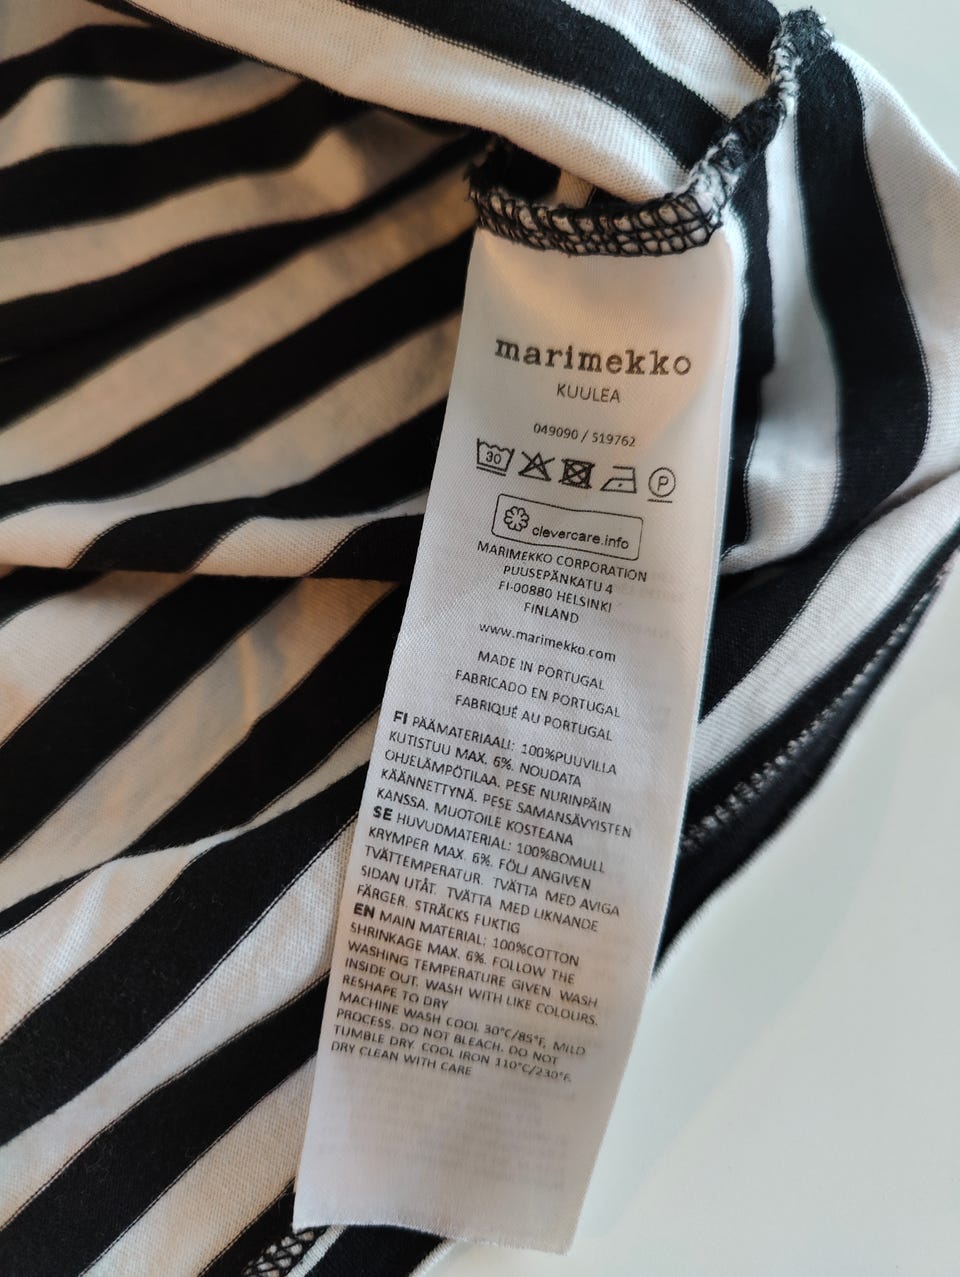 marimekko
KUULEA
049090 / 519762
30 P
clevercare.info
MARIMEKKO CORPORATION
PUUSEPÄNKATU 4
FI-00880 HELSINKI
FINLAND
www.marimekko.com
MADE IN PORTUGAL
FABRICADO EN PORTUGAL
FABRIQUÉ AU PORTUGAL
FI PÄÄMATERIAALI: 100%PUUVILLA
KUTISTUU MAX. 6%. NOUDATA
OHJELÄMPÖTILAA. PESE NURINPÄIN
KÄÄNNETTYNÄ. PESE SAMANSÄVYISTEN
KANSSA. MUOTOILE KOSTEANA
SE HUVUDMATERIAL: 100%BOMULL
KRYMPER MAX. 6%. FÖLJ ANGIVEN
TVÄTTEMPERATUR. TVÄTTA MED AVIGA
SIDAN UTÅT. TVÄTTA MED LIKNANDE
FÄRGER. STRÄCKS FUKTIG
EN MAIN MATERIAL: 100%COTTON
SHRINKAGE MAX. 6%. FOLLOW THE
WASHING TEMPERATURE GIVEN. WASH
INSIDE OUT. WASH WITH LIKE COLOURS.
RESHAPE TO DRY
MACHINE WASH COOL 30°C/85°F, MILD
PROCESS. DO NOT BLEACH. DO NOT
TUMBLE DRY. COOL IRON 110°C/230°F.
DRY CLEAN WITH CARE